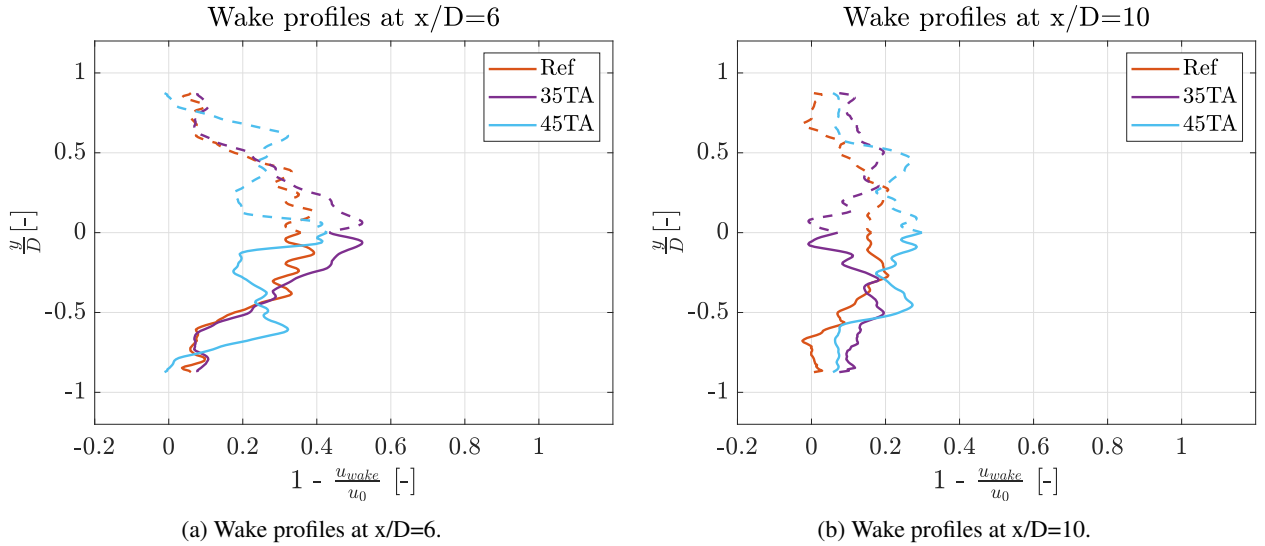 Wake profiles at x/D=6
1
0.5
0
-0.5
-1
y/D [-]
-0.2 0 0.2 0.4 0.6 0.8 1
1 - u_wake/u_0 [-]
Ref
35TA
45TA
(a) Wake profiles at x/D=6.
Wake profiles at x/D=10
1
0.5
0
-0.5
-1
y/D [-]
-0.2 0 0.2 0.4 0.6 0.8 1
1 - u_wake/u_0 [-]
Ref
35TA
45TA
(b) Wake profiles at x/D=10.